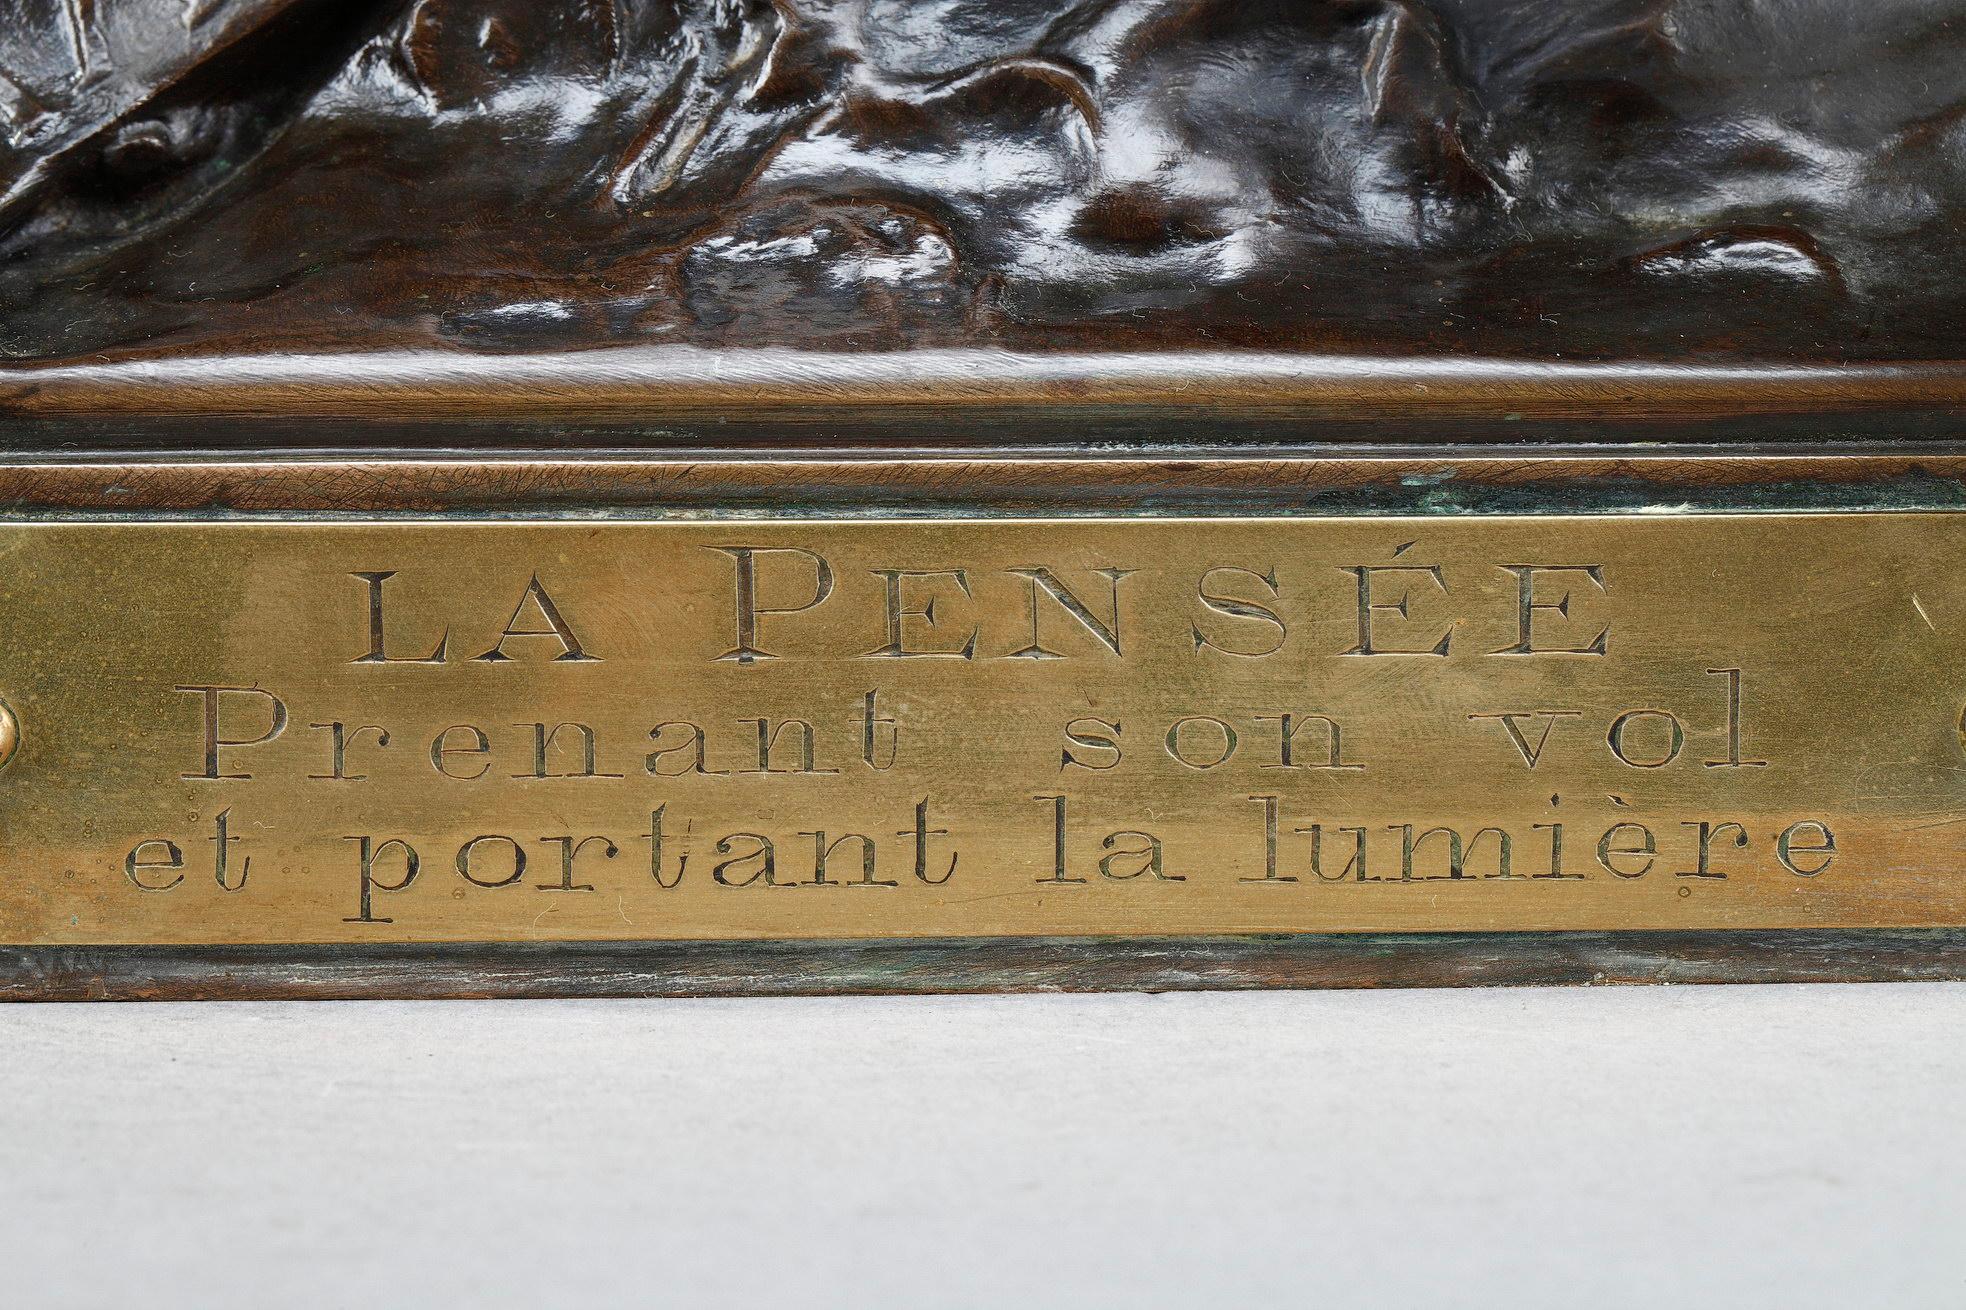 LA PENSÉE
Prenant son vol
et portant la lumière